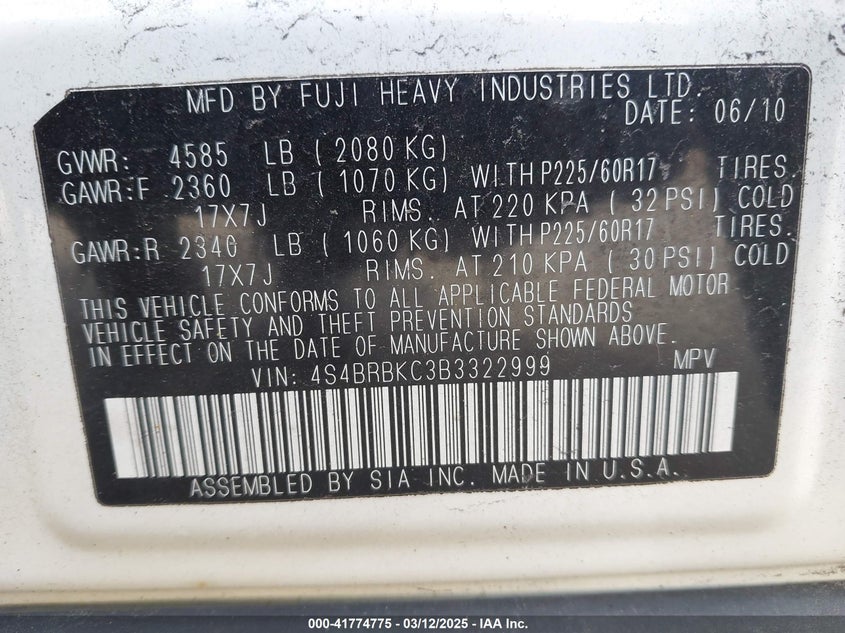 MFD BY FUJI HEAVY INDUSTRIES LTD.
DATE: 06/10
GVWR: 4585 LB ( 2080 KG)
GAWR:F 2360 LB ( 1070 KG) WITH P225/60R17 TIRES.
17X7J RIMS. AT 220 KPA ( 32 PSI) COLD
GAWR:R 2340 LB ( 1060 KG) WITH P225/60R17 TIRES.
17X7J RIMS. AT 210 KPA ( 30 PSI) COLD
THIS VEHICLE CONFORMS TO ALL APPLICABLE FEDERAL MOTOR
VEHICLE SAFETY AND THEFT PREVENTION STANDARDS
IN EFFECT ON THE DATE OF MANUFACTURE SHOWN ABOVE.
VIN: 4S4BRBKC3B3322999 MPV
ASSEMBLED BY SIA INC. MADE IN U.S.A.
000-41774775 - 03/12/2025 - IAA Inc.